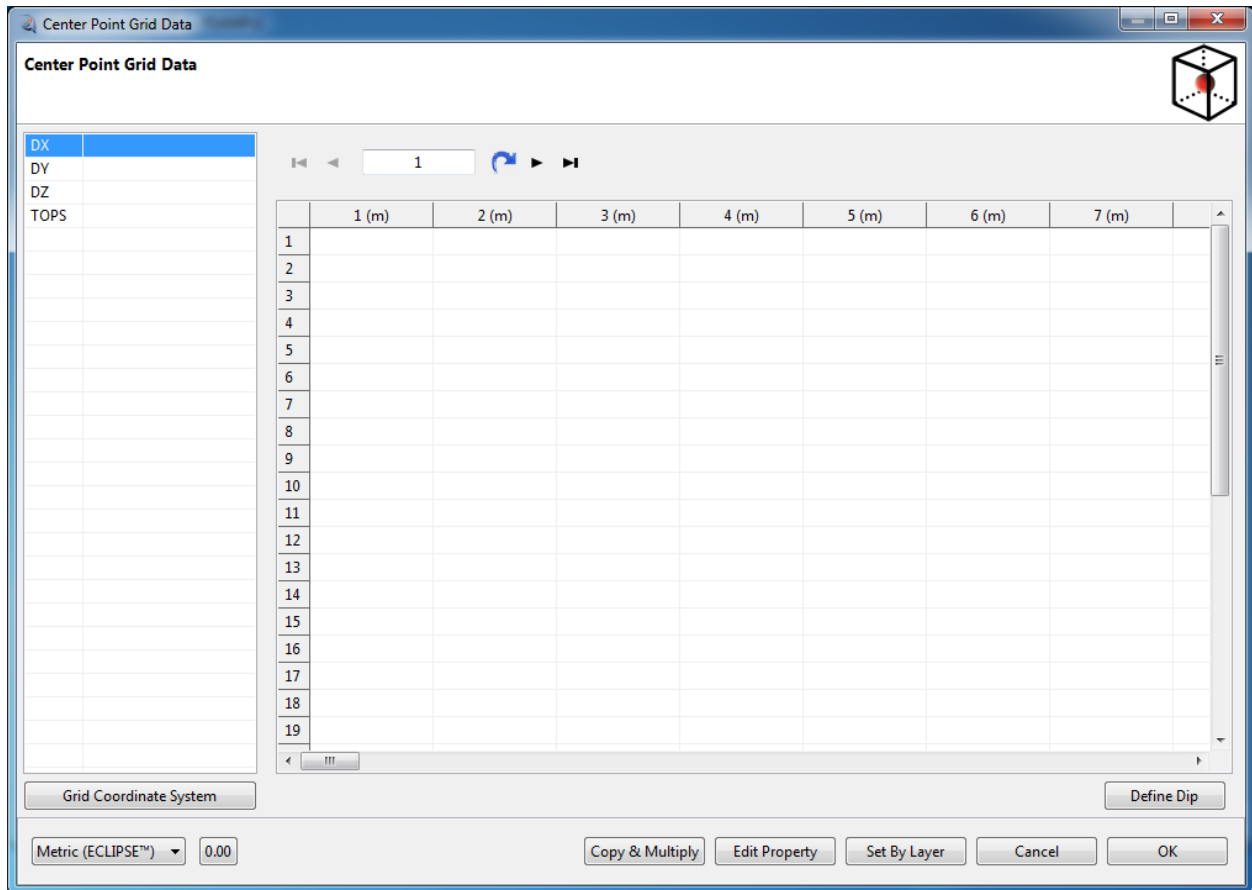 Center Point Grid Data
Center Point Grid Data
DX
DY
DZ
TOPS
1
1 (m) 2 (m) 3 (m) 4 (m) 5 (m) 6 (m) 7 (m)
1
2
3
4
5
6
7
8
9
10
11
12
13
14
15
16
17
18
19
Grid Coordinate System
Define Dip
Metric (ECLIPSE™) 0.00 Copy & Multiply Edit Property Set By Layer Cancel OK